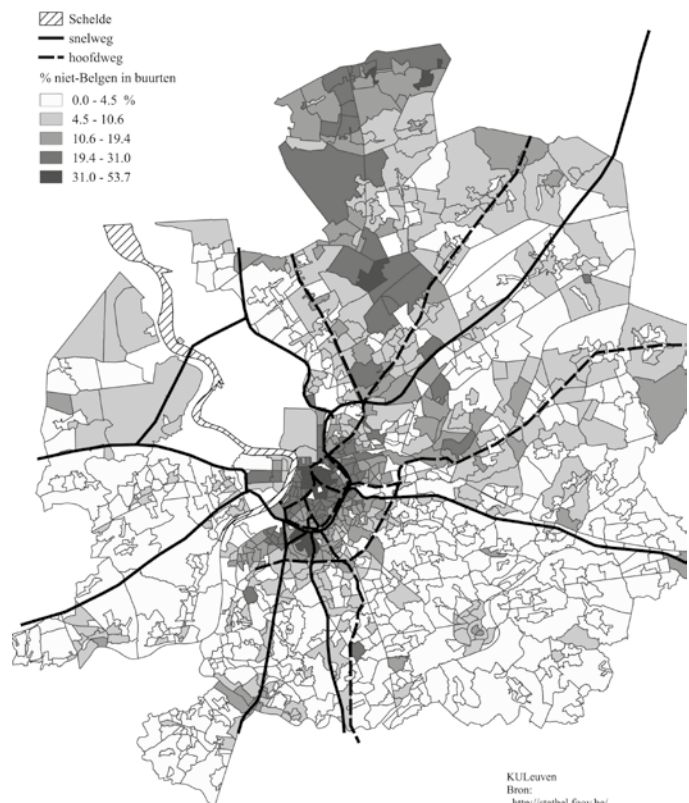 Schelde
snelweg
hoofdweg
% niet-Belgen in buurten
0.0 - 4.5 %
4.5 - 10.6
10.6 - 19.4
19.4 - 31.0
31.0 - 53.7
KULeuven
Bron: